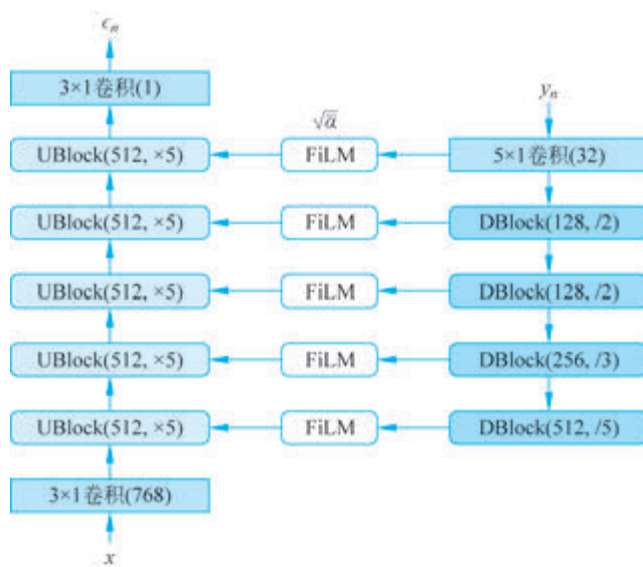 ϵₙ
3×1卷积(1)
yₙ
√ᾱ
UBlock(512, ×5)
FiLM
5×1卷积(32)
UBlock(512, ×5)
FiLM
DBlock(128, /2)
UBlock(512, ×5)
FiLM
DBlock(128, /2)
UBlock(512, ×5)
FiLM
DBlock(256, /3)
UBlock(512, ×5)
FiLM
DBlock(512, /5)
3×1卷积(768)
x